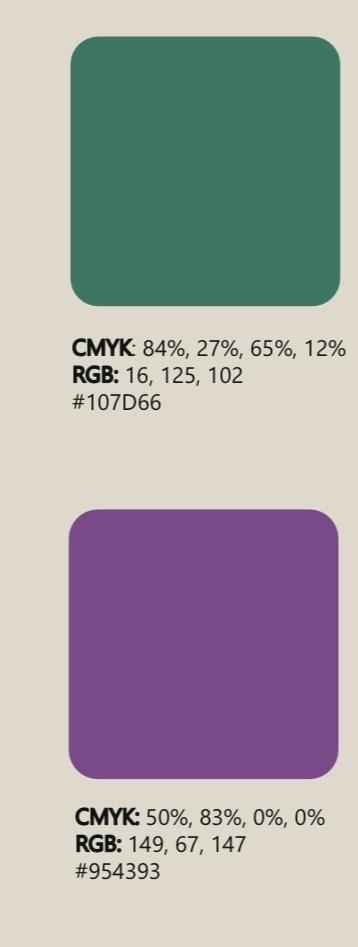 CMYK: 84%, 27%, 65%, 12%
RGB: 16, 125, 102
#107D66
CMYK: 50%, 83%, 0%, 0%
RGB: 149, 67, 147
#954393